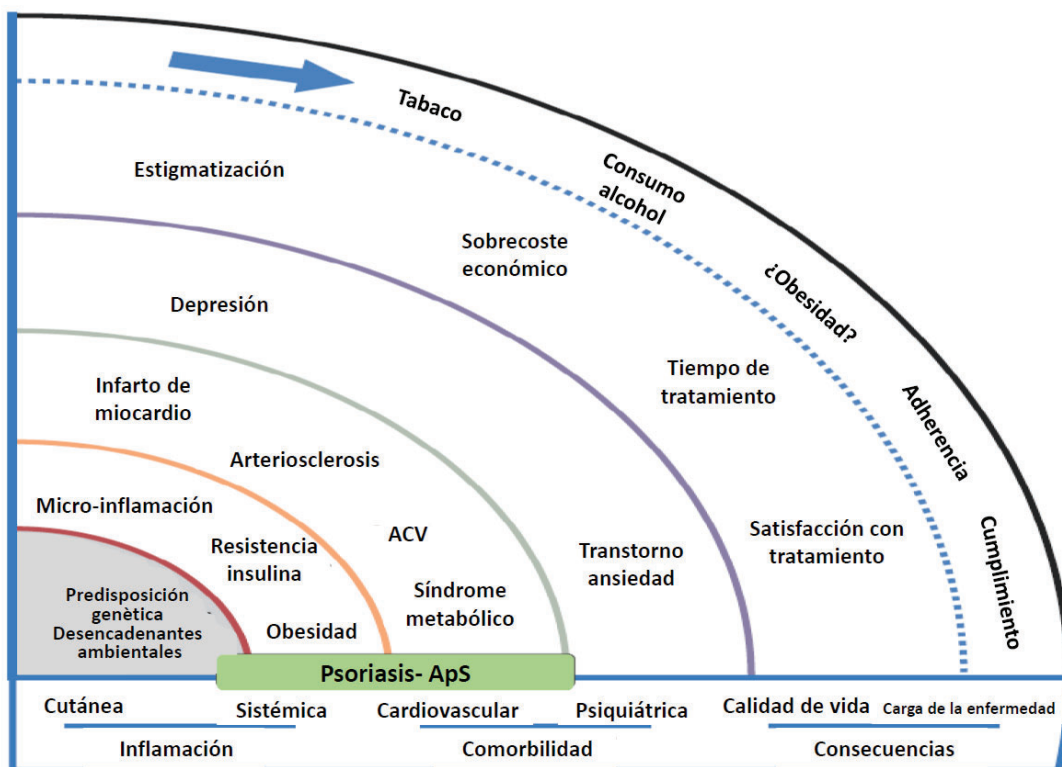 Tabaco
Consumo
alcohol
¿Obesidad?
Adherencia
Cumplimiento
Estigmatización
Sobrecoste
económico
Tiempo de
tratamiento
Satisfacción con
tratamiento
Depresión
Transtorno
ansiedad
Infarto de
miocardio
Arteriosclerosis
ACV
Síndrome
metabólico
Micro-inflamación
Resistencia
insulina
Obesidad
Predisposición
genètica
Desencadenantes
ambientales
Psoriasis- ApS
Cutánea
Sistémica
Cardiovascular
Psiquiátrica
Calidad de vida
Carga de la enfermedad
Inflamación
Comorbilidad
Consecuencias